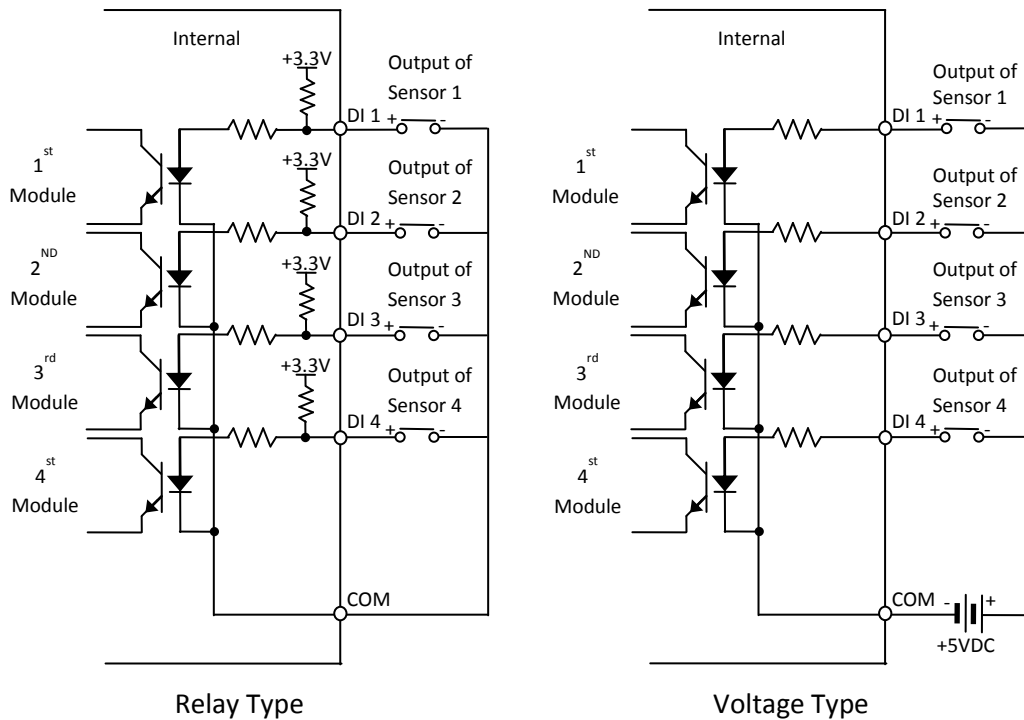 Internal
+3.3V
Output of
Sensor 1
DI 1 + -
1st
Module
+3.3V
Output of
Sensor 2
DI 2 + -
2ND
Module
+3.3V
Output of
Sensor 3
DI 3 + -
3rd
Module
+3.3V
Output of
Sensor 4
DI 4 + -
4st
Module
COM
Relay Type
Internal
Output of
Sensor 1
DI 1 + -
1st
Module
Output of
Sensor 2
DI 2 + -
2ND
Module
Output of
Sensor 3
DI 3 + -
3rd
Module
Output of
Sensor 4
DI 4 + -
4st
Module
COM - +
+5VDC
Voltage Type